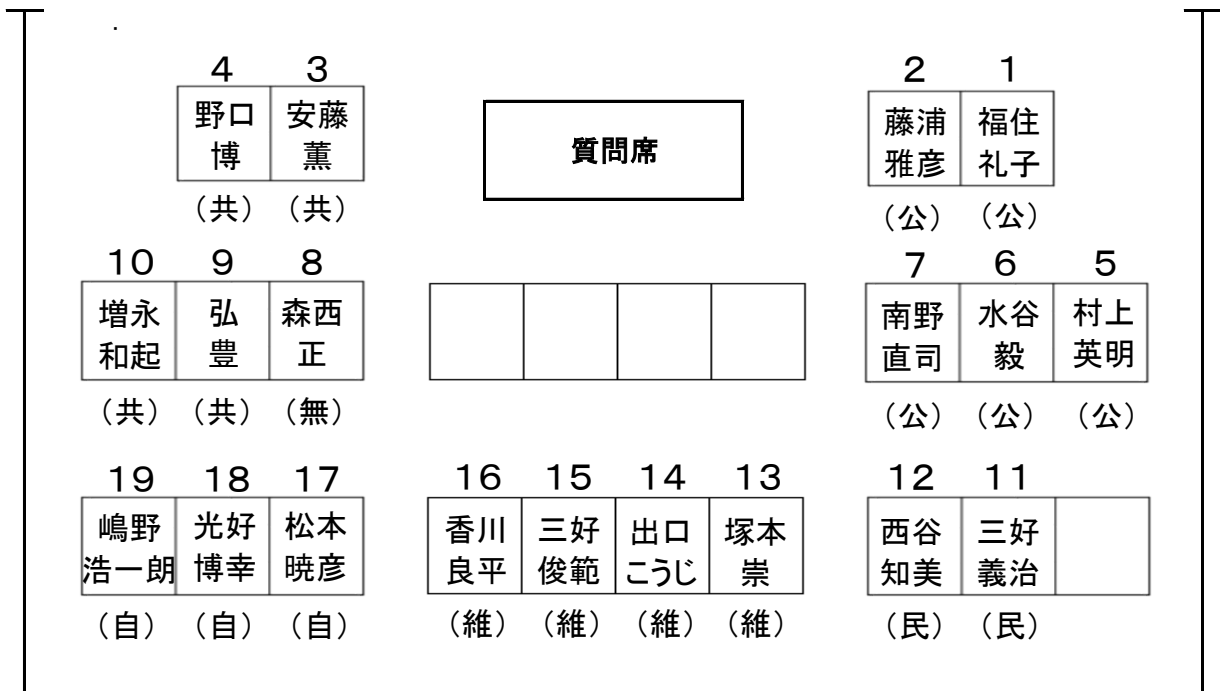 ４ ３ ２ １
野口 博 安藤 薫 質問席 藤浦 雅彦 福住 礼子
（共） （共） （公） （公）
１０ ９ ８ ７ ６ ５
増永 和起 弘 豊 森西 正 南野 直司 水谷 毅 村上 英明
（共） （共） （無） （公） （公） （公）
１９ １８ １７ １６ １５ １４ １３ １２ １１
嶋野 浩一朗 光好 博幸 松本 暁彦 香川 良平 三好 俊範 出口 こうじ 塚本 崇 西谷 知美 三好 義治
（自） （自） （自） （維） （維） （維） （維） （民） （民）